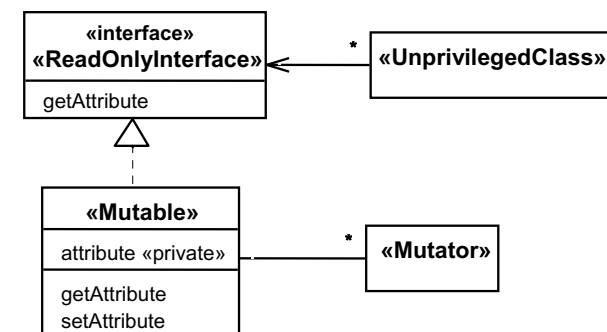 «interface»
«ReadOnlyInterface»
getAttribute
*
«UnprivilegedClass»
«Mutable»
attribute «private»
getAttribute
setAttribute
*
«Mutator»